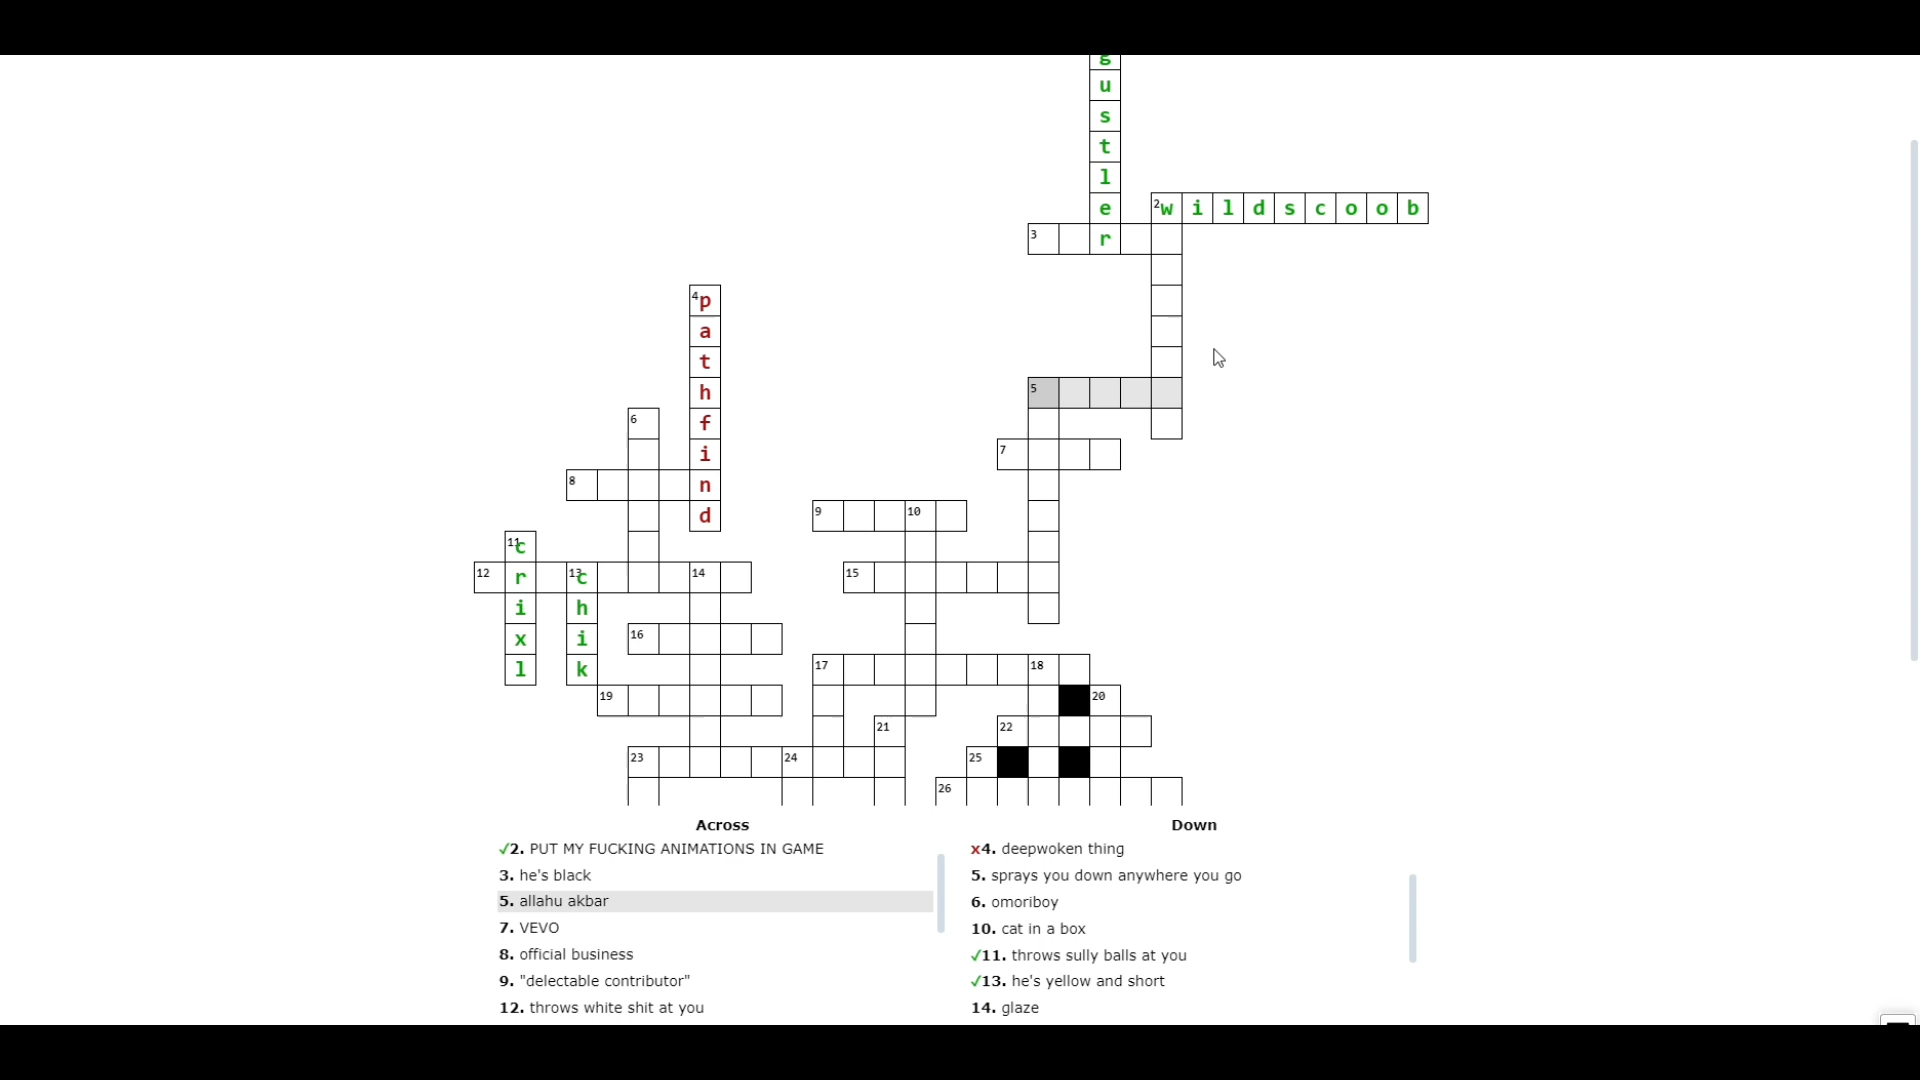 g
u
s
t
l
e
2 w i l d s c o o b
3 r
4 p
a
t
h
5
f
6
i
7
8 n
9 10
d
11 c
12 r 13 c 14 15
i h
x i 16
l k 17 18
19 20
21 22
23 24 25
26
Across
✓2. PUT MY FUCKING ANIMATIONS IN GAME
3. he's black
5. allahu akbar
7. VEVO
8. official business
9. "delectable contributor"
12. throws white shit at you
Down
x4. deepwoken thing
5. sprays you down anywhere you go
6. omoriboy
10. cat in a box
✓11. throws sully balls at you
✓13. he's yellow and short
14. glaze